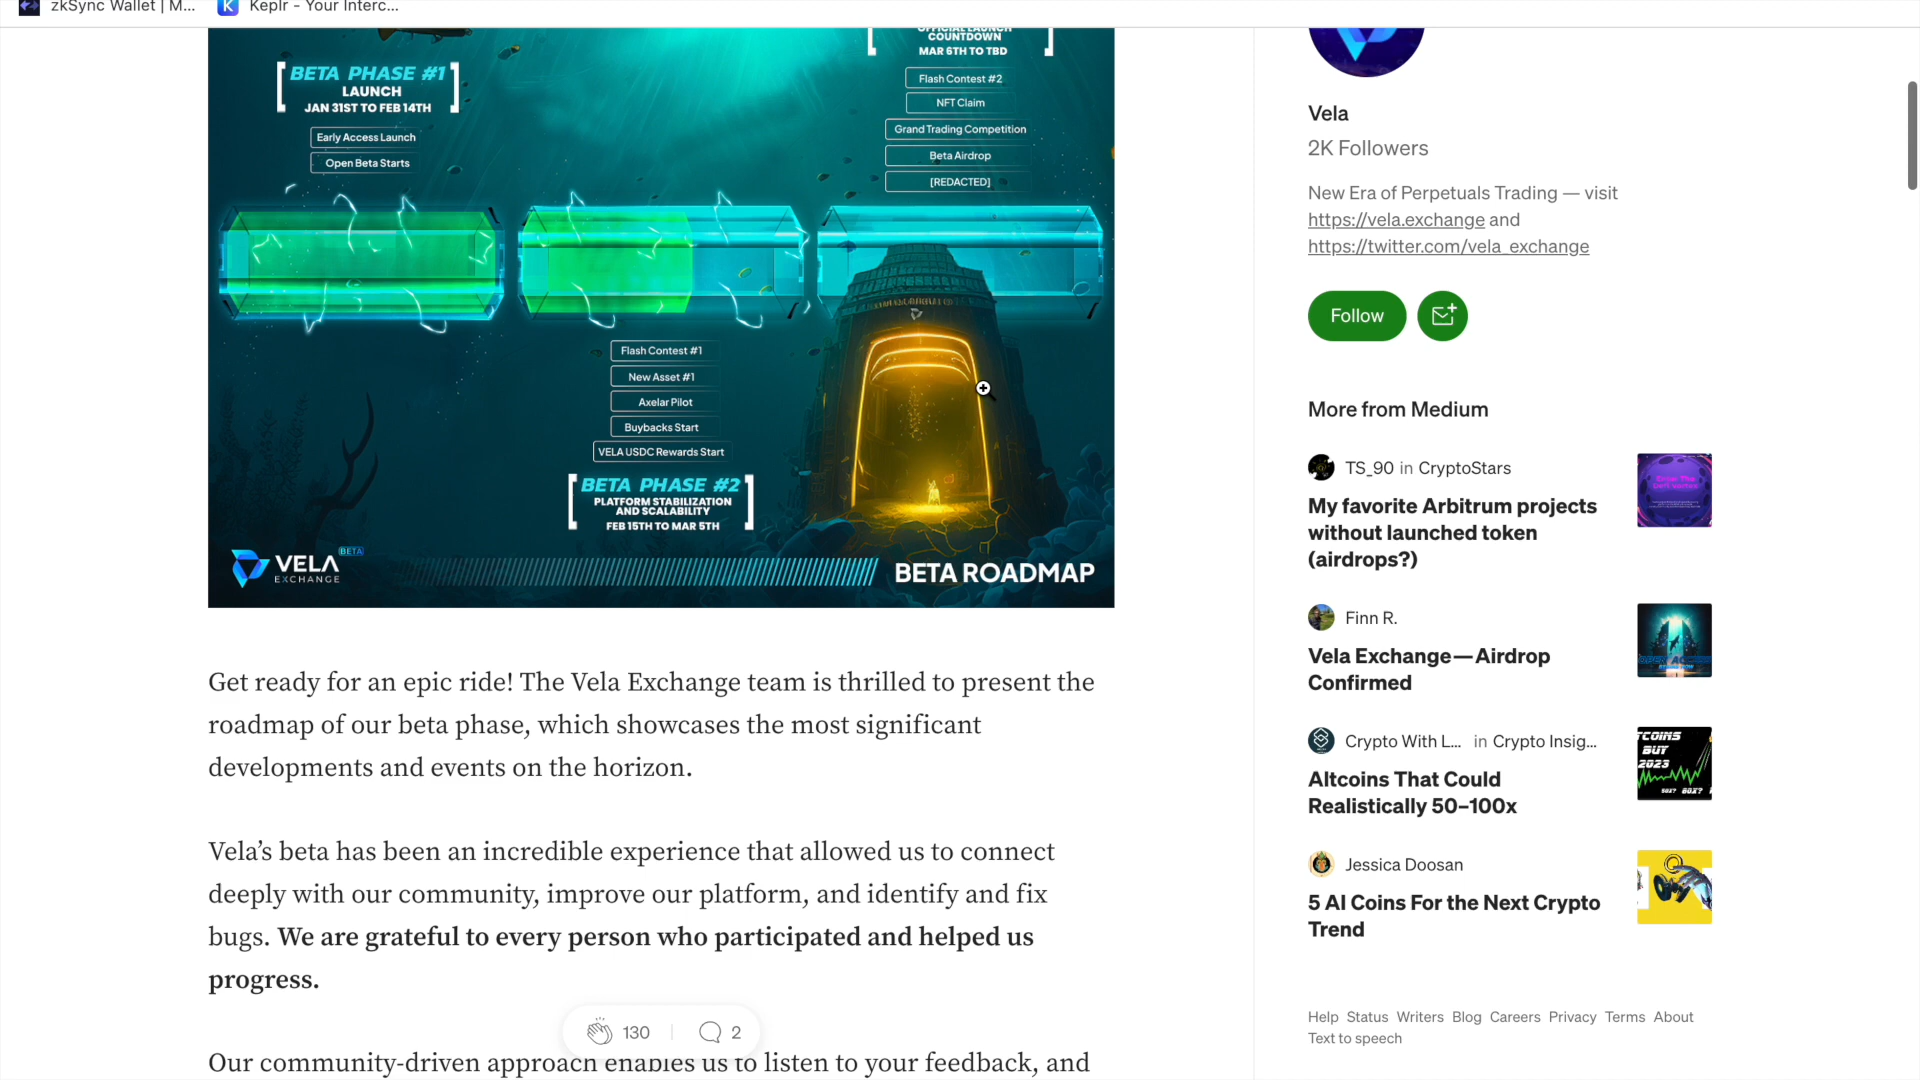 zkSync Wallet | M...
Keplr - Your Interc...
BETA PHASE #1
LAUNCH
JAN 31ST TO FEB 14TH
Early Access Launch
Open Beta Starts
OFFICIAL LAUNCH
COUNTDOWN
MAR 6TH TO TBD
Flash Contest #2
NFT Claim
Grand Trading Competition
Beta Airdrop
[REDACTED]
Flash Contest #1
New Asset #1
Axelar Pilot
Buybacks Start
VELA USDC Rewards Start
BETA PHASE #2
PLATFORM STABILIZATION
AND SCALABILITY
FEB 15TH TO MAR 5TH
VELA BETA
EXCHANGE
BETA ROADMAP
Get ready for an epic ride! The Vela Exchange team is thrilled to present the
roadmap of our beta phase, which showcases the most significant
developments and events on the horizon.
Vela’s beta has been an incredible experience that allowed us to connect
deeply with our community, improve our platform, and identify and fix
bugs. We are grateful to every person who participated and helped us
progress.
130
2
Our community-driven approach enables us to listen to your feedback, and
Vela
2K Followers
New Era of Perpetuals Trading — visit
https://vela.exchange and
https://twitter.com/vela_exchange
Follow
More from Medium
TS_90 in CryptoStars
My favorite Arbitrum projects
without launched token
(airdrops?)
Finn R.
Vela Exchange — Airdrop
Confirmed
Crypto With L... in Crypto Insig...
Altcoins That Could
Realistically 50–100x
TCOINS
BUY
2023
Jessica Doosan
5 AI Coins For the Next Crypto
Trend
Help Status Writers Blog Careers Privacy Terms About
Text to speech